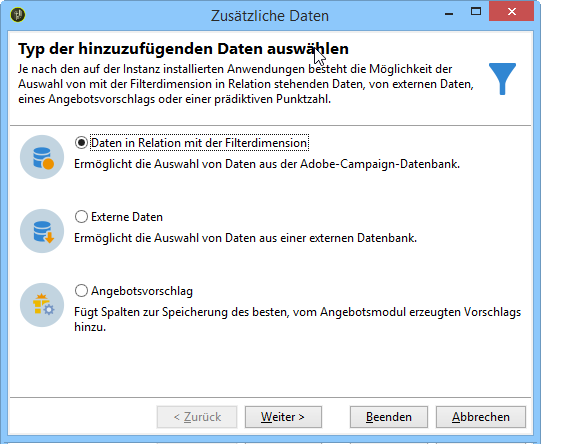 Zusätzliche Daten
Typ der hinzuzufügenden Daten auswählen
Je nach den auf der Instanz installierten Anwendungen besteht die Möglichkeit der
Auswahl von mit der Filterdimension in Relation stehenden Daten, von externen Daten,
eines Angebotsvorschlags oder einer prädiktiven Punktzahl.
Daten in Relation mit der Filterdimension
Ermöglicht die Auswahl von Daten aus der Adobe-Campaign-Datenbank.
Externe Daten
Ermöglicht die Auswahl von Daten aus einer externen Datenbank.
Angebotsvorschlag
Fügt Spalten zur Speicherung des besten, vom Angebotsmodul erzeugten Vorschlags
hinzu.
< Zurück Weiter > Beenden Abbrechen